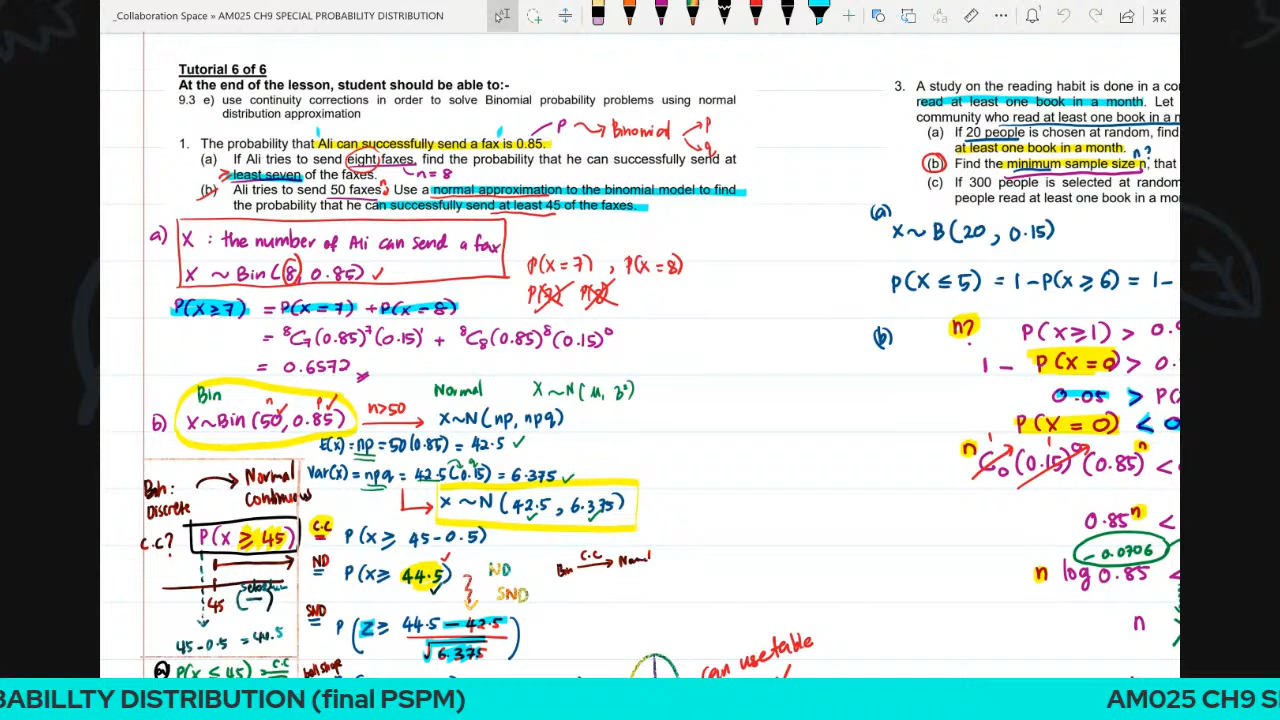 _Collaboration Space » AM025 CH9 SPECIAL PROBABILITY DISTRIBUTION
Tutorial 6 of 6
At the end of the lesson, student should be able to:-
9.3 e) use continuity corrections in order to solve Binomial probability problems using normal
distribution approximation
P Binomial P
q
1. The probability that Ali can successfully send a fax is 0.85.
(a) If Ali tries to send eight faxes, find the probability that he can successfully send at
least seven of the faxes. n = 8
(b) Ali tries to send 50 faxes. Use a normal approximation to the binomial model to find
the probability that he can successfully send at least 45 of the faxes.
a) X : the number of Ali can send a fax
X ~ Bin (8, 0.85) ✓
P(X = 7) , P(X = 8)
P(X ≥ 7) = P(X = 7) + P(X = 8)
= ⁸C₇ (0.85)⁷ (0.15)¹ + ⁸C₈ (0.85)⁸ (0.15)⁰
= 0.6572
Bin
Normal X ~ N( μ, σ²)
b) X ~ Bin (50, 0.85) n>50 X ~ N (np, npq)
E(X) = np = 50 (0.85) = 42.5 ✓
Var(X) = npq = 42.5 (0.15) = 6.375 ✓
X ~ N ( 42.5 , 6.375)
Bin : Discrete
Normal continuous
C.C?
P(X ≥ 45)
45
45 - 0.5 = 44.5
C.C P (X ≥ 45 - 0.5)
ND P (X ≥ 44.5) ✓
ND
SND
Bin C.C Normal
SND P ( Z ≥ 44.5 - 42.5 / √6.375 )
P(X ≤ 45) C.C
bell shape
can use table
3. A study on the reading habit is done in a co
read at least one book in a month. Let
community who read at least one book in a n
(a) If 20 people is chosen at random, find
at least one book in a month.
n?
(b) Find the minimum sample size n, that
(c) If 300 people is selected at random
people read at least one book in a mo
(a)
X ~ B (20 , 0.15)
P(X ≤ 5) = 1 - P(X ≥ 6) = 1 -
(b) n? P(X ≥ 1) > 0.
1 - P(X = 0) > 0.
0.05 > P(
P(X = 0) < 0
ⁿC₀ (0.15)⁰ (0.85)ⁿ <
0.85ⁿ <
-0.0706
n log 0.85
n
BABILLTY DISTRIBUTION (final PSPM)
AM025 CH9 SP